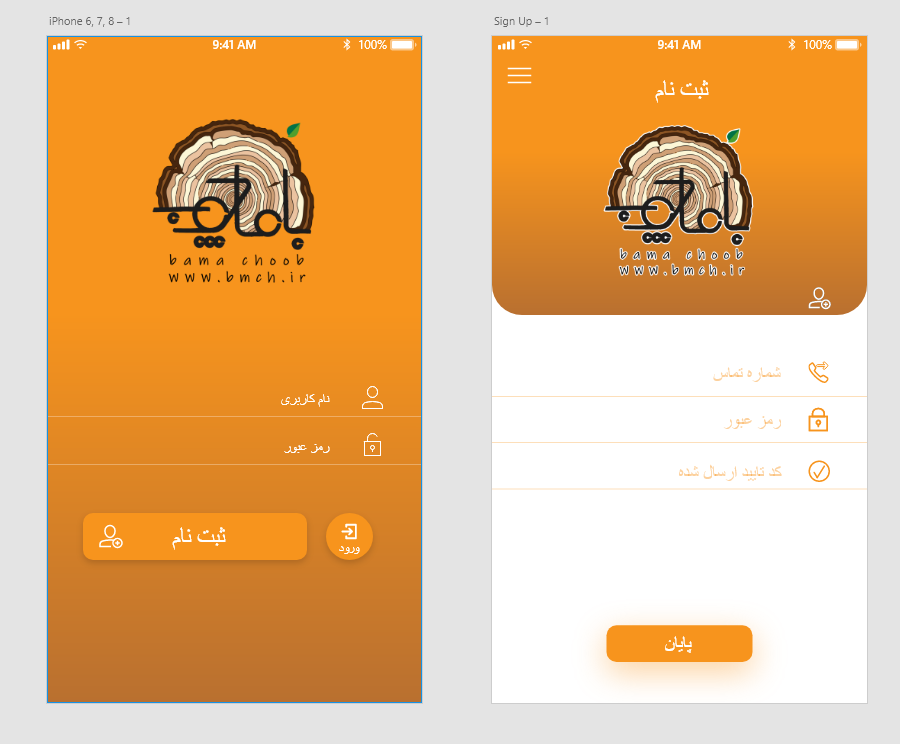 iPhone 6, 7, 8 – 1
9:41 AM
100%
باماچوب
bama choob
www.bmch.ir
نام کاربری
رمز عبور
ثبت نام
ورود
Sign Up – 1
9:41 AM
100%
ثبت نام
باماچوب
bama choob
www.bmch.ir
شماره تماس
رمز عبور
کد تایید ارسال شده
پایان